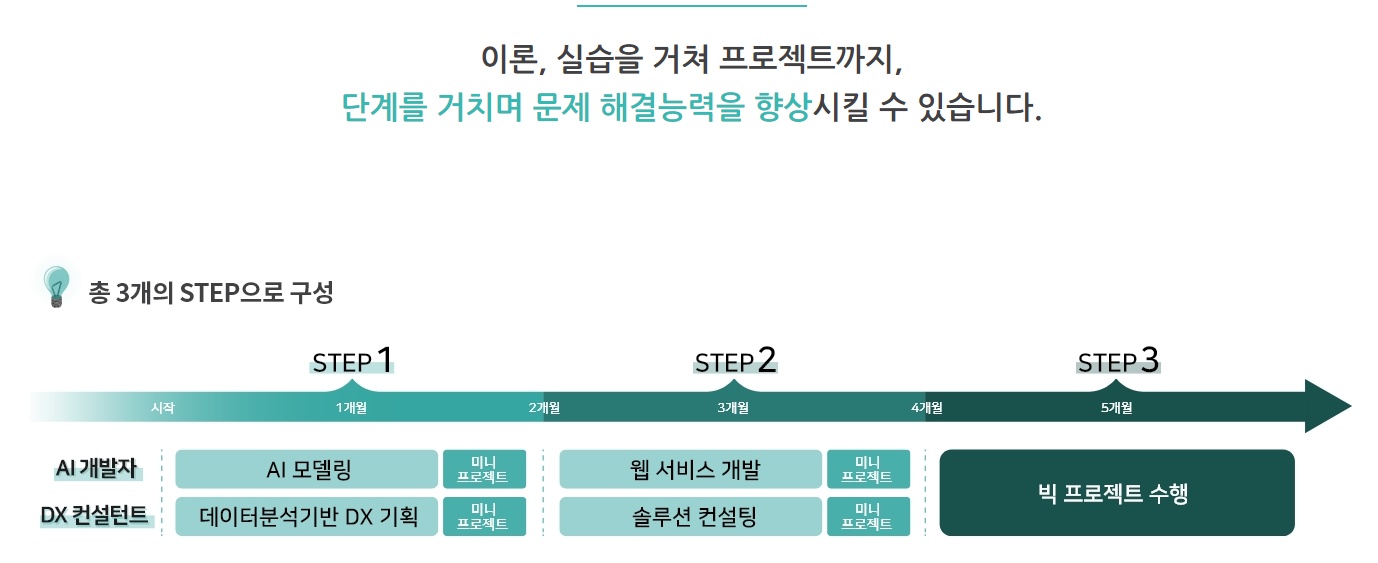 이론, 실습을 거쳐 프로젝트까지,
단계를 거치며 문제 해결능력을 향상시킬 수 있습니다.
총 3개의 STEP으로 구성
STEP 1
STEP 2
STEP 3
시작
1개월
2개월
3개월
4개월
5개월
AI 개발자
AI 모델링
미니
프로젝트
웹 서비스 개발
미니
프로젝트
DX 컨설턴트
데이터분석기반 DX 기획
미니
프로젝트
솔루션 컨설팅
미니
프로젝트
빅 프로젝트 수행